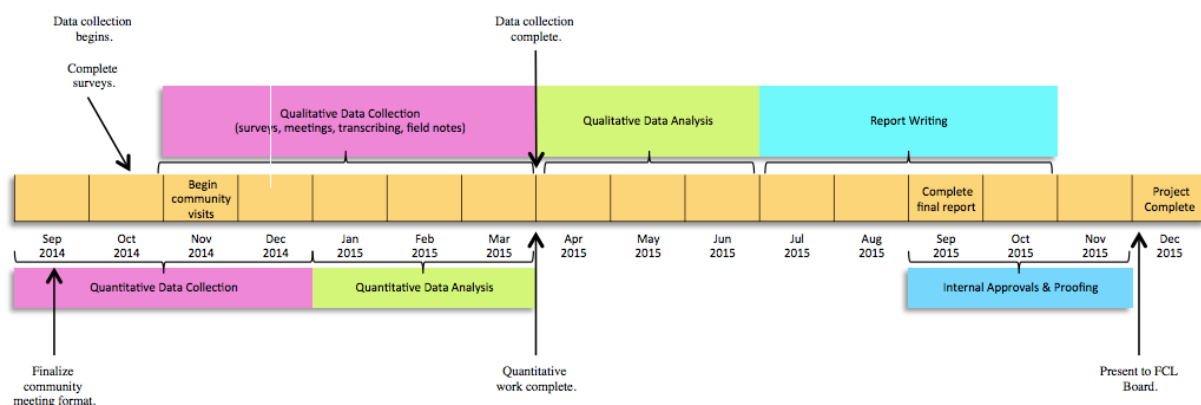 Data collection
begins.
Complete
surveys.
Data collection
complete.
Qualitative Data Collection
(surveys, meetings, transcribing, field notes)
Qualitative Data Analysis
Report Writing
Begin
community
visits
Complete
final report
Project
Complete
Sep
2014
Oct
2014
Nov
2014
Dec
2014
Jan
2015
Feb
2015
Mar
2015
Apr
2015
May
2015
Jun
2015
Jul
2015
Aug
2015
Sep
2015
Oct
2015
Nov
2015
Dec
2015
Quantitative Data Collection
Quantitative Data Analysis
Internal Approvals & Proofing
Finalize
community
meeting format.
Quantitative
work complete.
Present to FCL
Board.